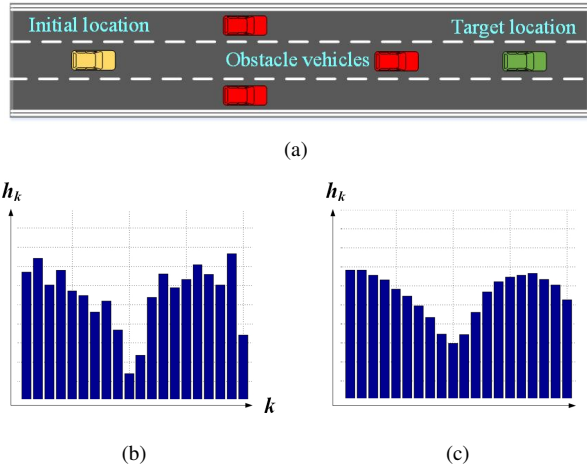 Initial location
Target location
Obstacle vehicles
(a)
h_k
h_k
k
(b)
(c)